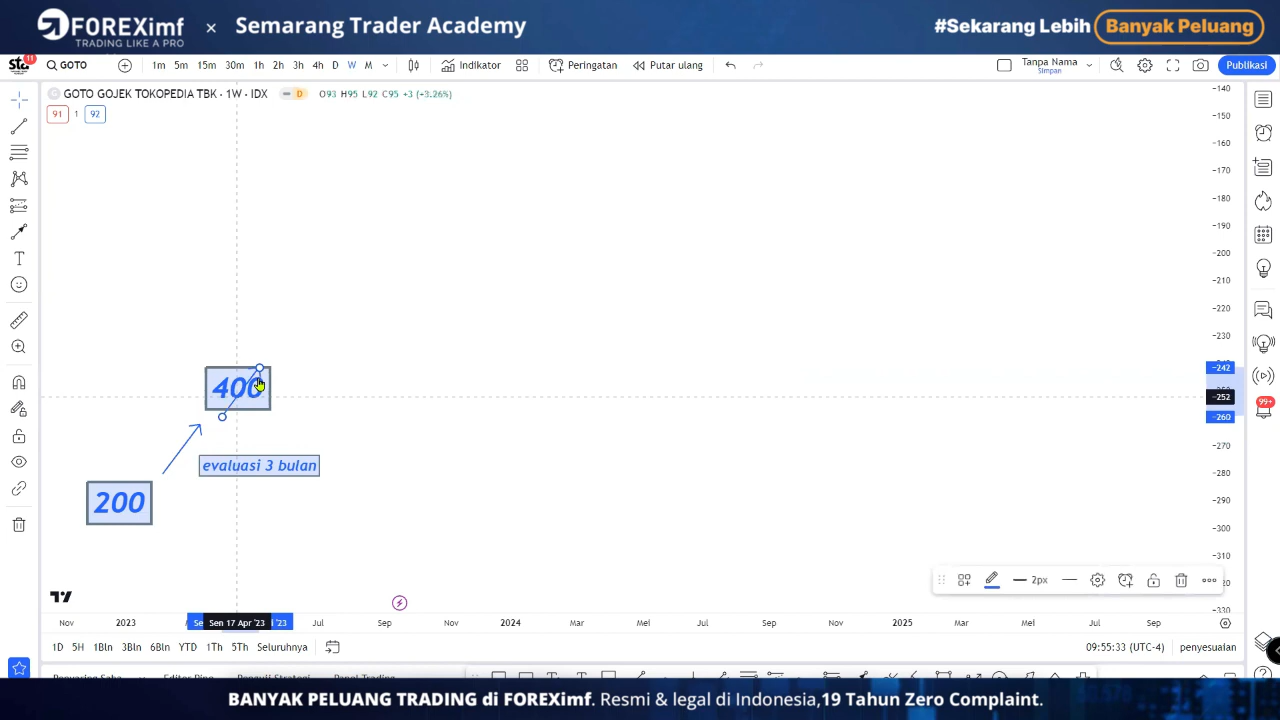 FOREXimf
TRADING LIKE A PRO
×
Semarang Trader Academy
#Sekarang Lebih Banyak Peluang
sta 11
GOTO
1m 5m 15m 30m 1h 2h 3h 4h D W M
Indikator
Peringatan
Putar ulang
Tanpa Nama
Simpan
Publikasi
GOTO GOJEK TOKOPEDIA TBK · 1W · IDX
D
O93 H95 L92 C95 +3 (+3.26%)
91 1 92
−140
−150
−160
−170
−180
−190
−200
−210
−220
−230
−242
−252
−260
−270
−280
−290
−300
−310
−330
400
evaluasi 3 bulan
200
99+
2px
Nov 2023 Sen 17 Apr '23 '23 Jul Sep Nov 2024 Mar Mei Jul Sep Nov 2025 Mar Mei Jul Sep
1D 5H 1Bln 3Bln 6Bln YTD 1Th 5Th Seluruhnya
09:55:33 (UTC-4)
penyesualan
BANYAK PELUANG TRADING di FOREXimf. Resmi & legal di Indonesia,19 Tahun Zero Complaint.